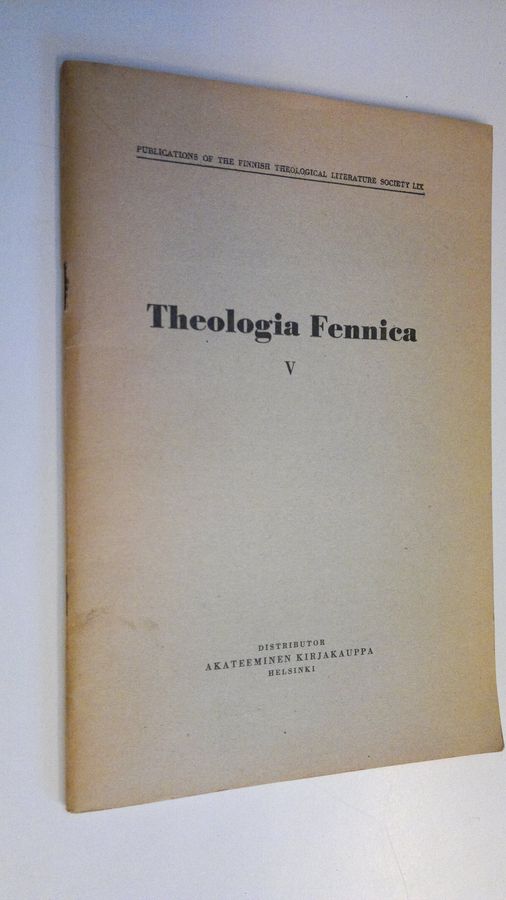 PUBLICATIONS OF THE FINNISH THEOLOGICAL LITERATURE SOCIETY LIX
Theologia Fennica
V
DISTRIBUTOR
AKATEEMINEN KIRJAKAUPPA
HELSINKI